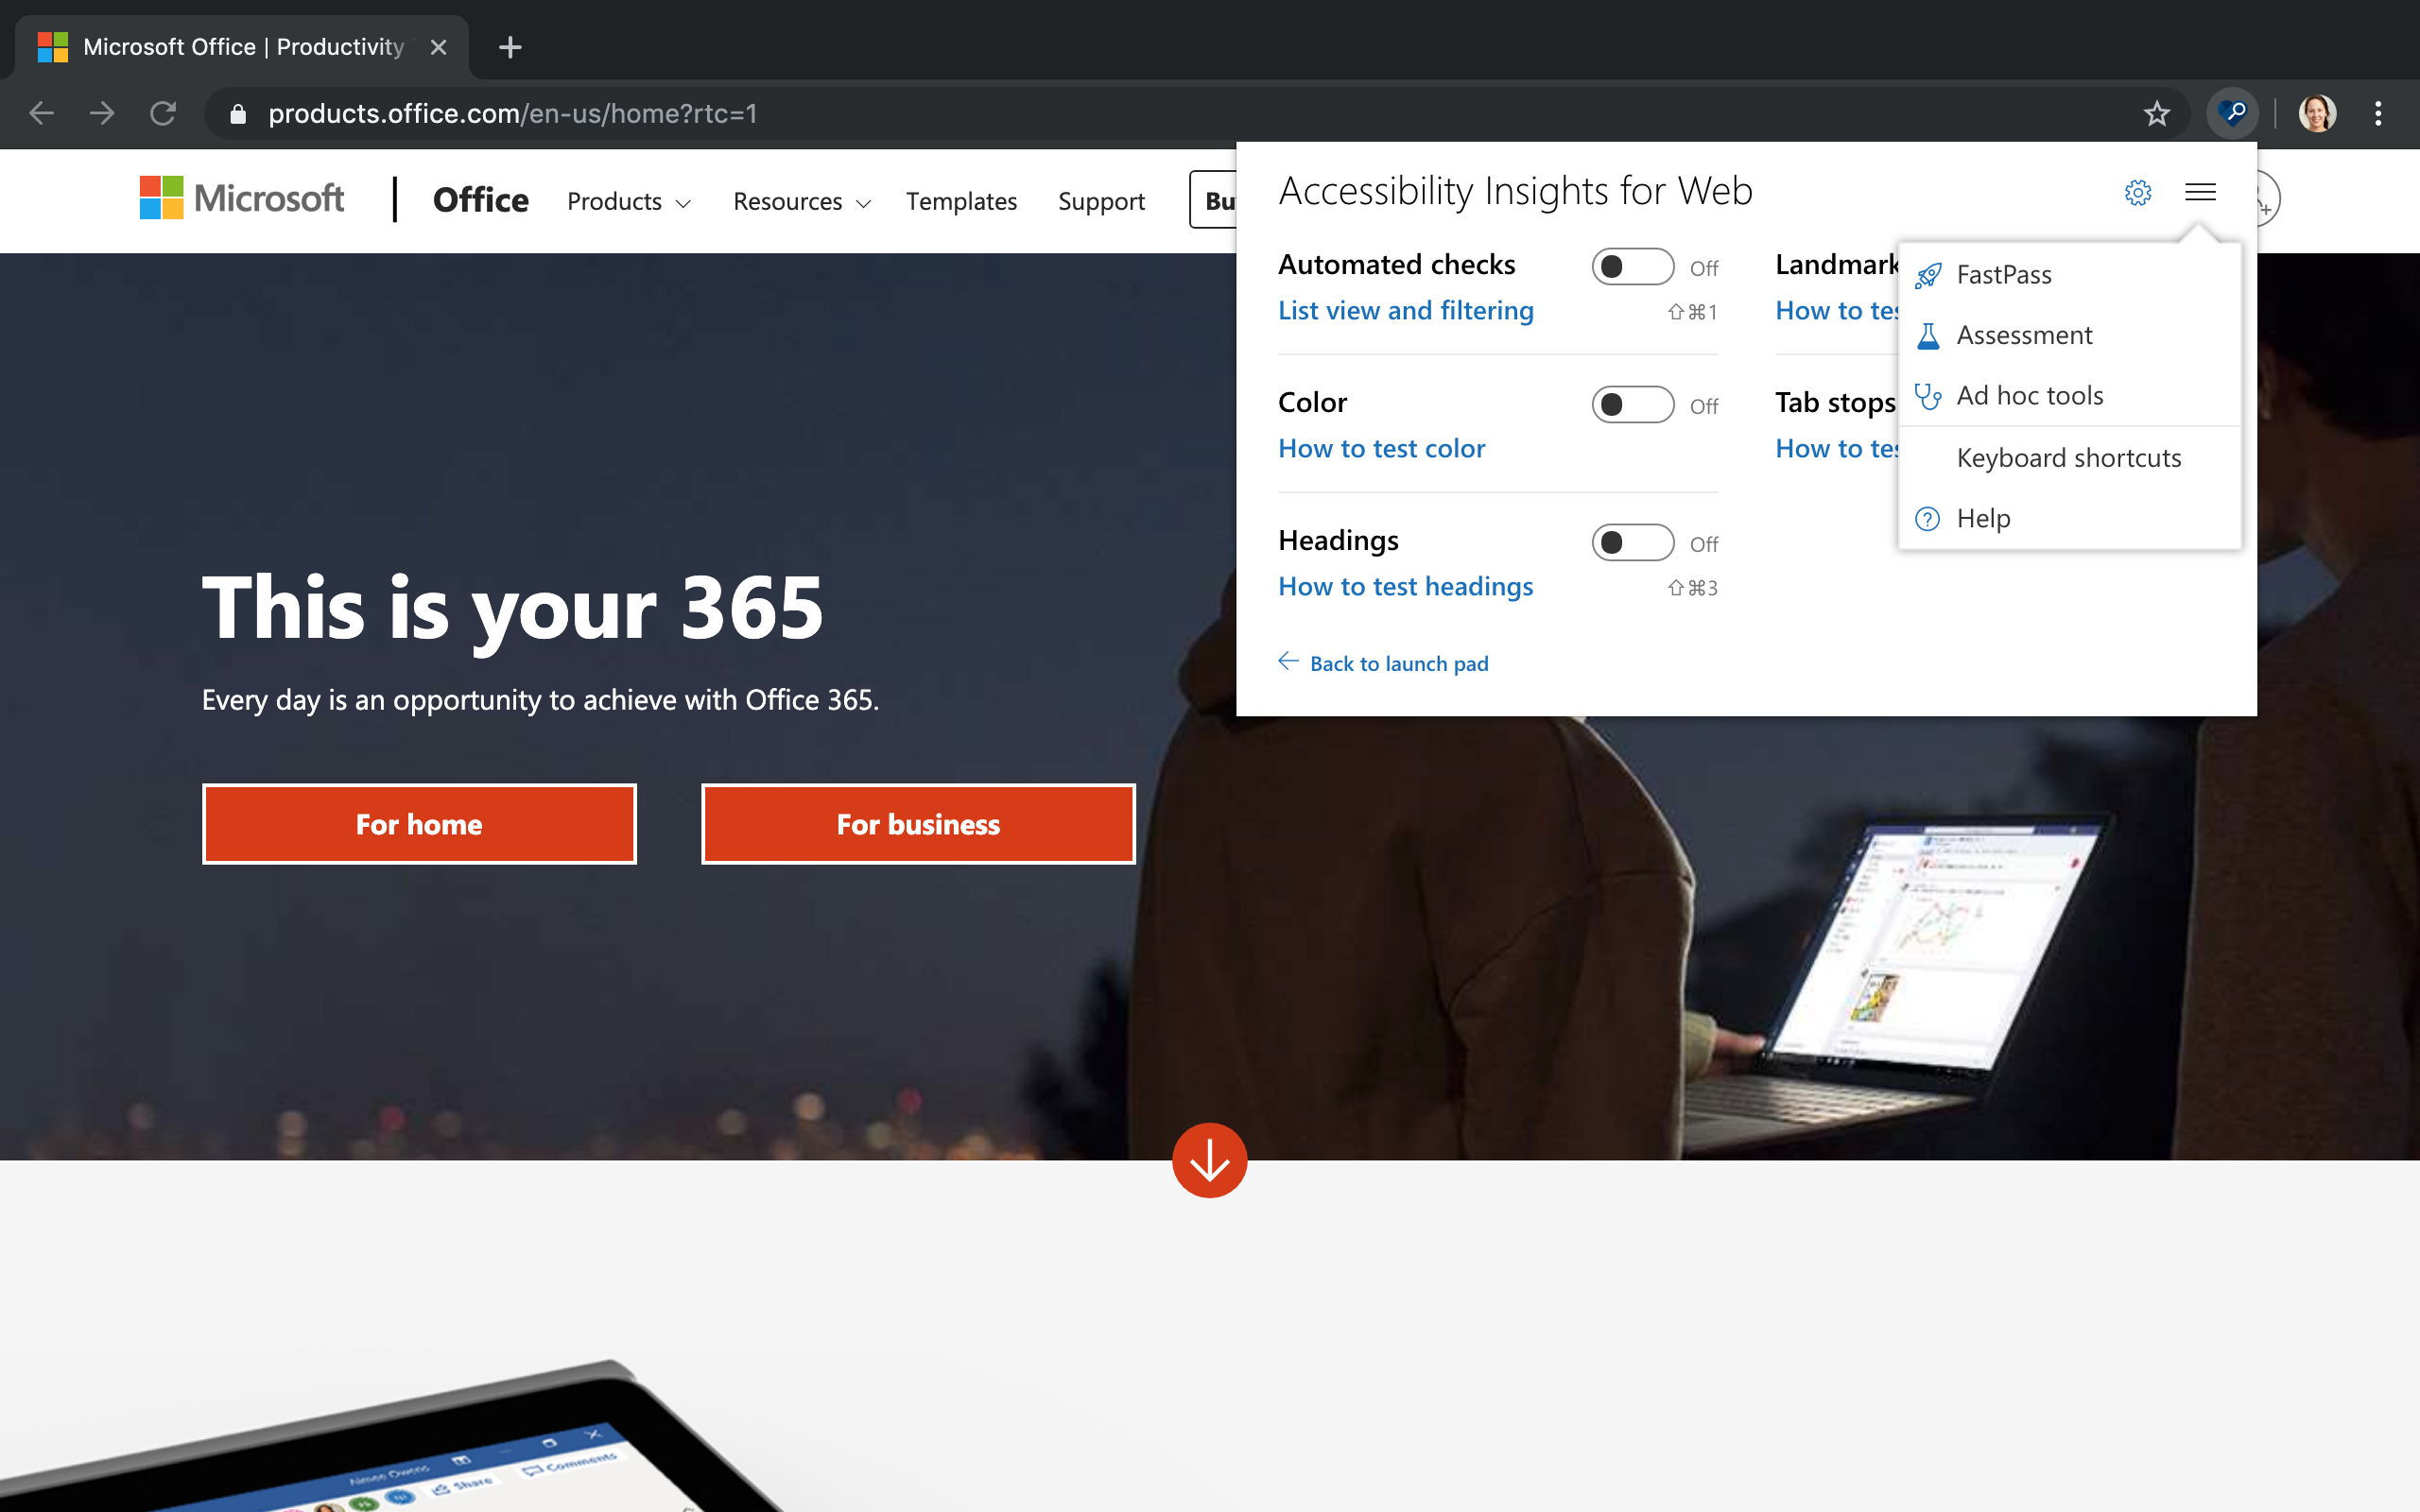 Microsoft Office | Productivity
products.office.com/en-us/home?rtc=1
Microsoft
Office
Products
Resources
Templates
Support
Accessibility Insights for Web
Automated checks
Off
List view and filtering
⇧⌘1
Color
Off
How to test color
Headings
Off
How to test headings
⇧⌘3
Back to launch pad
How to
Tab stops
How to
FastPass
Assessment
Ad hoc tools
Keyboard shortcuts
Help
This is your 365
Every day is an opportunity to achieve with Office 365.
For home
For business
Aimee Owens
Share
Comments